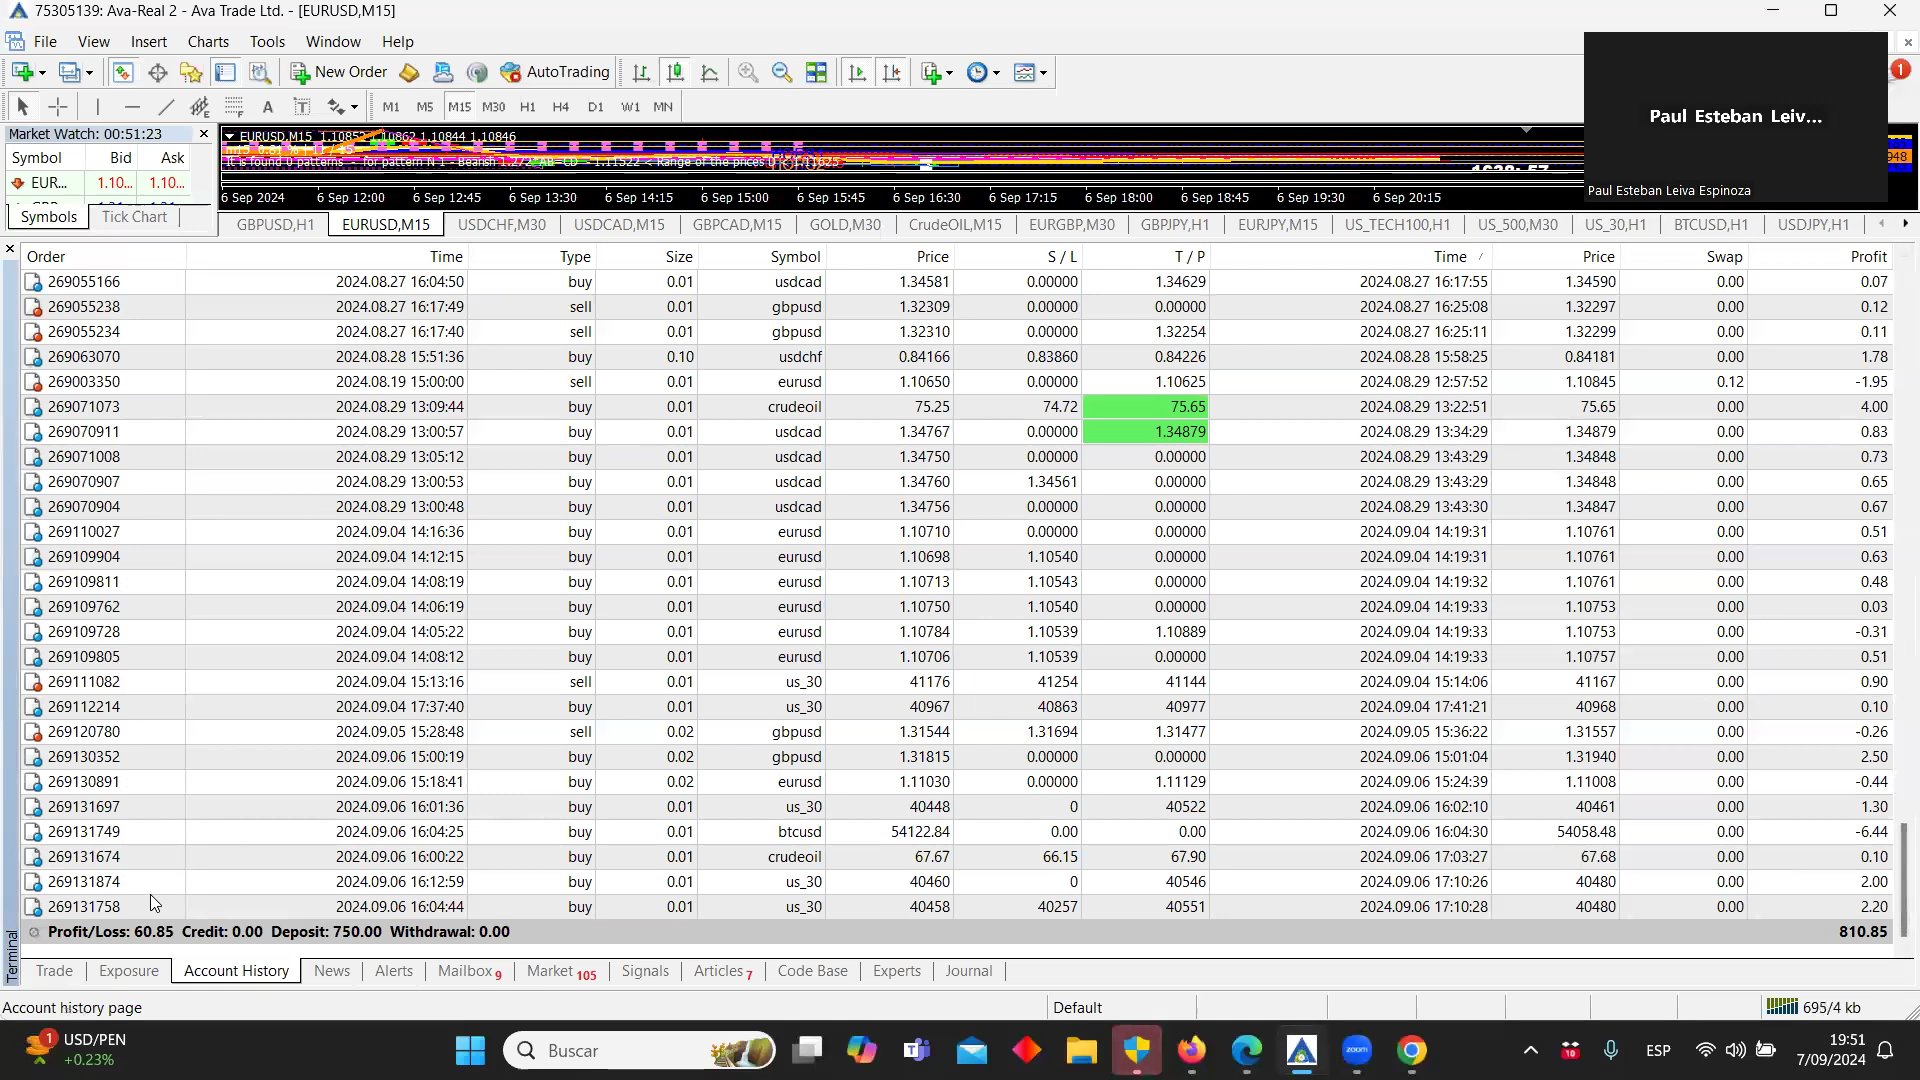 75305139: Ava-Real 2 - Ava Trade Ltd. - [EURUSD,M15]
File View Insert Charts Tools Window Help
New Order AutoTrading
A T M1 M5 M15 M30 H1 H4 D1 W1 MN
1
Paul Esteban Leiv...
Paul Esteban Leiva Espinoza
Market Watch: 00:51:23
Symbol Bid Ask
EUR... 1.10... 1.10...
Symbols Tick Chart
EURUSD,M15 1.10852 1.10862 1.10844 1.10846
6 Sep 2024 6 Sep 12:00 6 Sep 12:45 6 Sep 13:30 6 Sep 14:15 6 Sep 15:00 6 Sep 15:45 6 Sep 16:30 6 Sep 17:15 6 Sep 18:00 6 Sep 18:45 6 Sep 19:30 6 Sep 20:15
GBPUSD,H1 EURUSD,M15 USDCHF,M30 USDCAD,M15 GBPCAD,M15 GOLD,M30 CrudeOIL,M15 EURGBP,M30 GBPJPY,H1 EURJPY,M15 US_TECH100,H1 US_500,M30 US_30,H1 BTCUSD,H1 USDJPY,H1
Order Time Type Size Symbol Price S / L T / P Time / Price Swap Profit
269055166 2024.08.27 16:04:50 buy 0.01 usdcad 1.34581 0.00000 1.34629 2024.08.27 16:17:55 1.34590 0.00 0.07
269055238 2024.08.27 16:17:49 sell 0.01 gbpusd 1.32309 0.00000 0.00000 2024.08.27 16:25:08 1.32297 0.00 0.12
269055234 2024.08.27 16:17:40 sell 0.01 gbpusd 1.32310 0.00000 1.32254 2024.08.27 16:25:11 1.32299 0.00 0.11
269063070 2024.08.28 15:51:36 buy 0.10 usdchf 0.84166 0.83860 0.84226 2024.08.28 15:58:25 0.84181 0.00 1.78
269003350 2024.08.19 15:00:00 sell 0.01 eurusd 1.10650 0.00000 1.10625 2024.08.29 12:57:52 1.10845 0.12 -1.95
269071073 2024.08.29 13:09:44 buy 0.01 crudeoil 75.25 74.72 75.65 2024.08.29 13:22:51 75.65 0.00 4.00
269070911 2024.08.29 13:00:57 buy 0.01 usdcad 1.34767 0.00000 1.34879 2024.08.29 13:34:29 1.34879 0.00 0.83
269071008 2024.08.29 13:05:12 buy 0.01 usdcad 1.34750 0.00000 0.00000 2024.08.29 13:43:29 1.34848 0.00 0.73
269070907 2024.08.29 13:00:53 buy 0.01 usdcad 1.34760 1.34561 0.00000 2024.08.29 13:43:29 1.34848 0.00 0.65
269070904 2024.08.29 13:00:48 buy 0.01 usdcad 1.34756 0.00000 0.00000 2024.08.29 13:43:30 1.34847 0.00 0.67
269110027 2024.09.04 14:16:36 buy 0.01 eurusd 1.10710 0.00000 0.00000 2024.09.04 14:19:31 1.10761 0.00 0.51
269109904 2024.09.04 14:12:15 buy 0.01 eurusd 1.10698 1.10540 0.00000 2024.09.04 14:19:31 1.10761 0.00 0.63
269109811 2024.09.04 14:08:19 buy 0.01 eurusd 1.10713 1.10543 0.00000 2024.09.04 14:19:32 1.10761 0.00 0.48
269109762 2024.09.04 14:06:19 buy 0.01 eurusd 1.10750 1.10540 0.00000 2024.09.04 14:19:33 1.10753 0.00 0.03
269109728 2024.09.04 14:05:22 buy 0.01 eurusd 1.10784 1.10539 1.10889 2024.09.04 14:19:33 1.10753 0.00 -0.31
269109805 2024.09.04 14:08:12 buy 0.01 eurusd 1.10706 1.10539 0.00000 2024.09.04 14:19:33 1.10757 0.00 0.51
269111082 2024.09.04 15:13:16 sell 0.01 us_30 41176 41254 41144 2024.09.04 15:14:06 41167 0.00 0.90
269112214 2024.09.04 17:37:40 buy 0.01 us_30 40967 40863 40977 2024.09.04 17:41:21 40968 0.00 0.10
269120780 2024.09.05 15:28:48 sell 0.02 gbpusd 1.31544 1.31694 1.31477 2024.09.05 15:36:22 1.31557 0.00 -0.26
269130352 2024.09.06 15:00:19 buy 0.02 gbpusd 1.31815 0.00000 0.00000 2024.09.06 15:01:04 1.31940 0.00 2.50
269130891 2024.09.06 15:18:41 buy 0.02 eurusd 1.11030 0.00000 1.11129 2024.09.06 15:24:39 1.11008 0.00 -0.44
269131697 2024.09.06 16:01:36 buy 0.01 us_30 40448 0 40522 2024.09.06 16:02:10 40461 0.00 1.30
269131749 2024.09.06 16:04:25 buy 0.01 btcusd 54122.84 0.00 0.00 2024.09.06 16:04:30 54058.48 0.00 -6.44
269131674 2024.09.06 16:00:22 buy 0.01 crudeoil 67.67 66.15 67.90 2024.09.06 17:03:27 67.68 0.00 0.10
269131874 2024.09.06 16:12:59 buy 0.01 us_30 40460 0 40546 2024.09.06 17:10:26 40480 0.00 2.00
269131758 2024.09.06 16:04:44 buy 0.01 us_30 40458 40257 40551 2024.09.06 17:10:28 40480 0.00 2.20
Profit/Loss: 60.85 Credit: 0.00 Deposit: 750.00 Withdrawal: 0.00 810.85
Terminal
Trade Exposure Account History News Alerts Mailbox 9 Market 105 Signals Articles 7 Code Base Experts Journal
Account history page Default 695/4 kb
1 USD/PEN
+0.23%
Buscar
zoom
10
ESP
19:51
7/09/2024